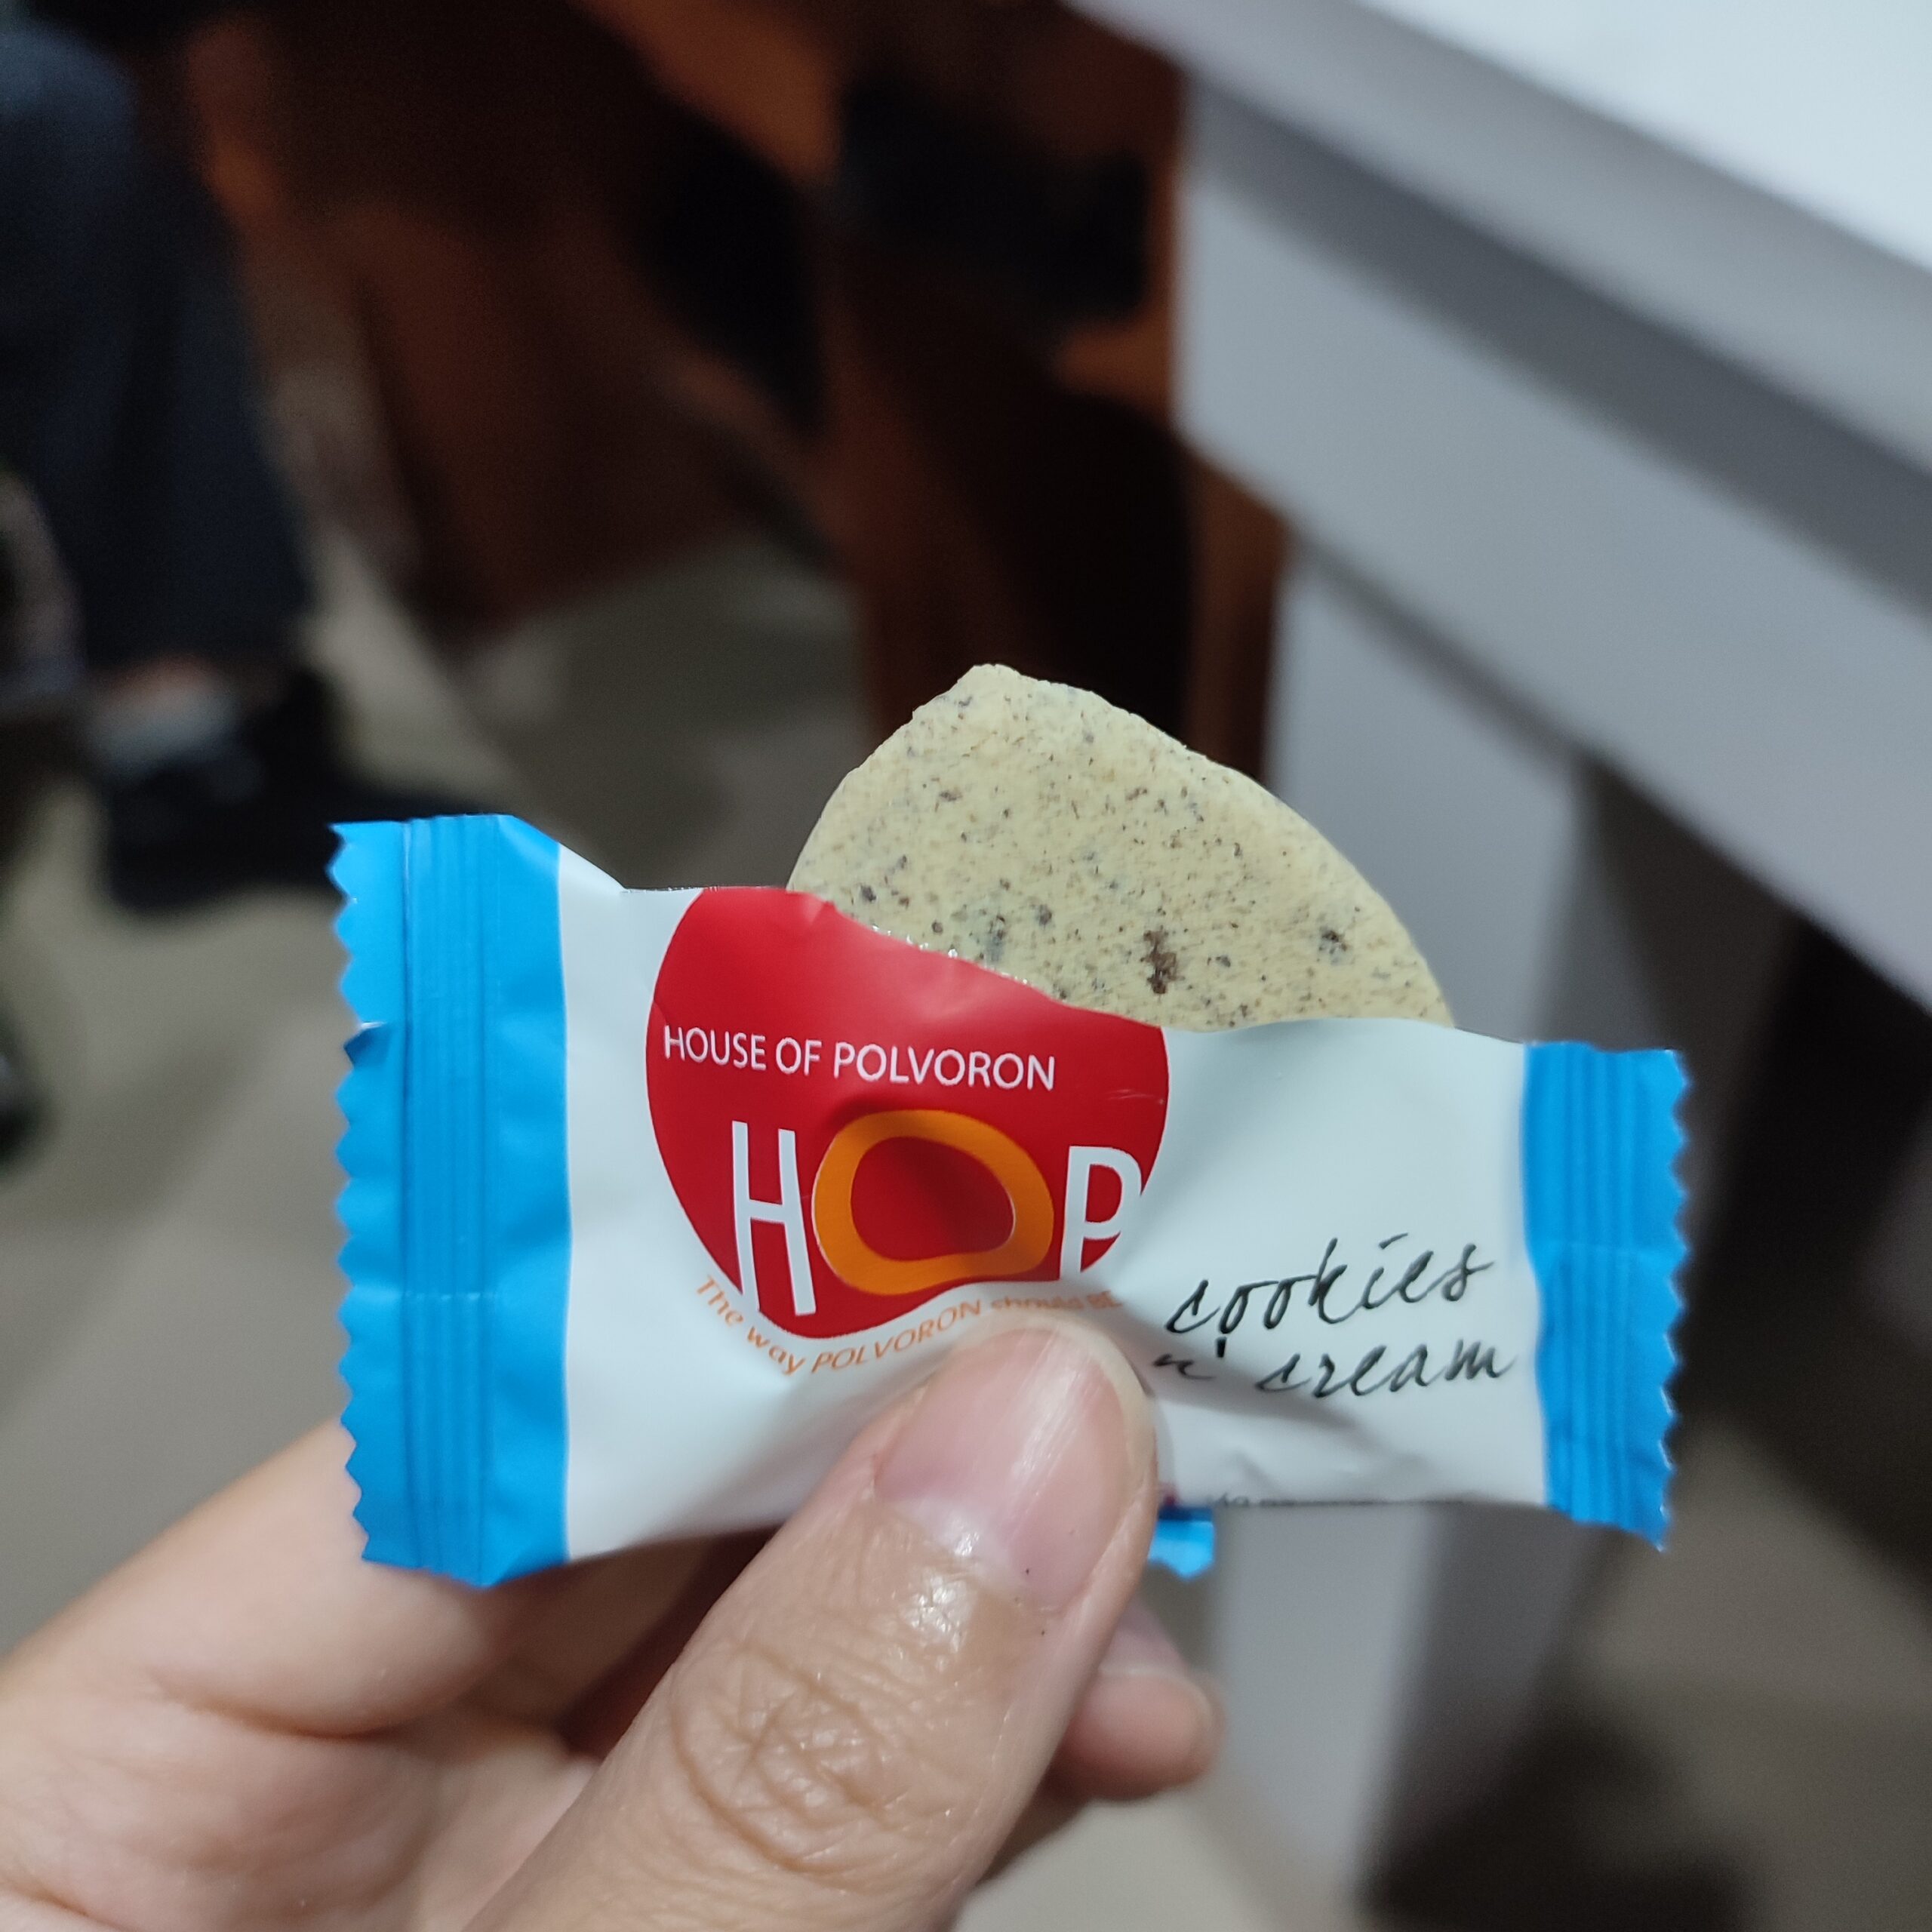 HOUSE OF POLVORON
HOP
The way POLVORON should BE
cookies
n' cream